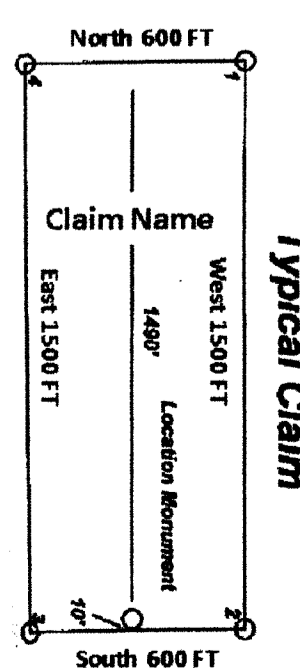 North 600 FT
4
1
Claim Name
West 1500 FT
East 1500 FT
1490'
Location Monument
Typical Claim
10'
3
2
South 600 FT